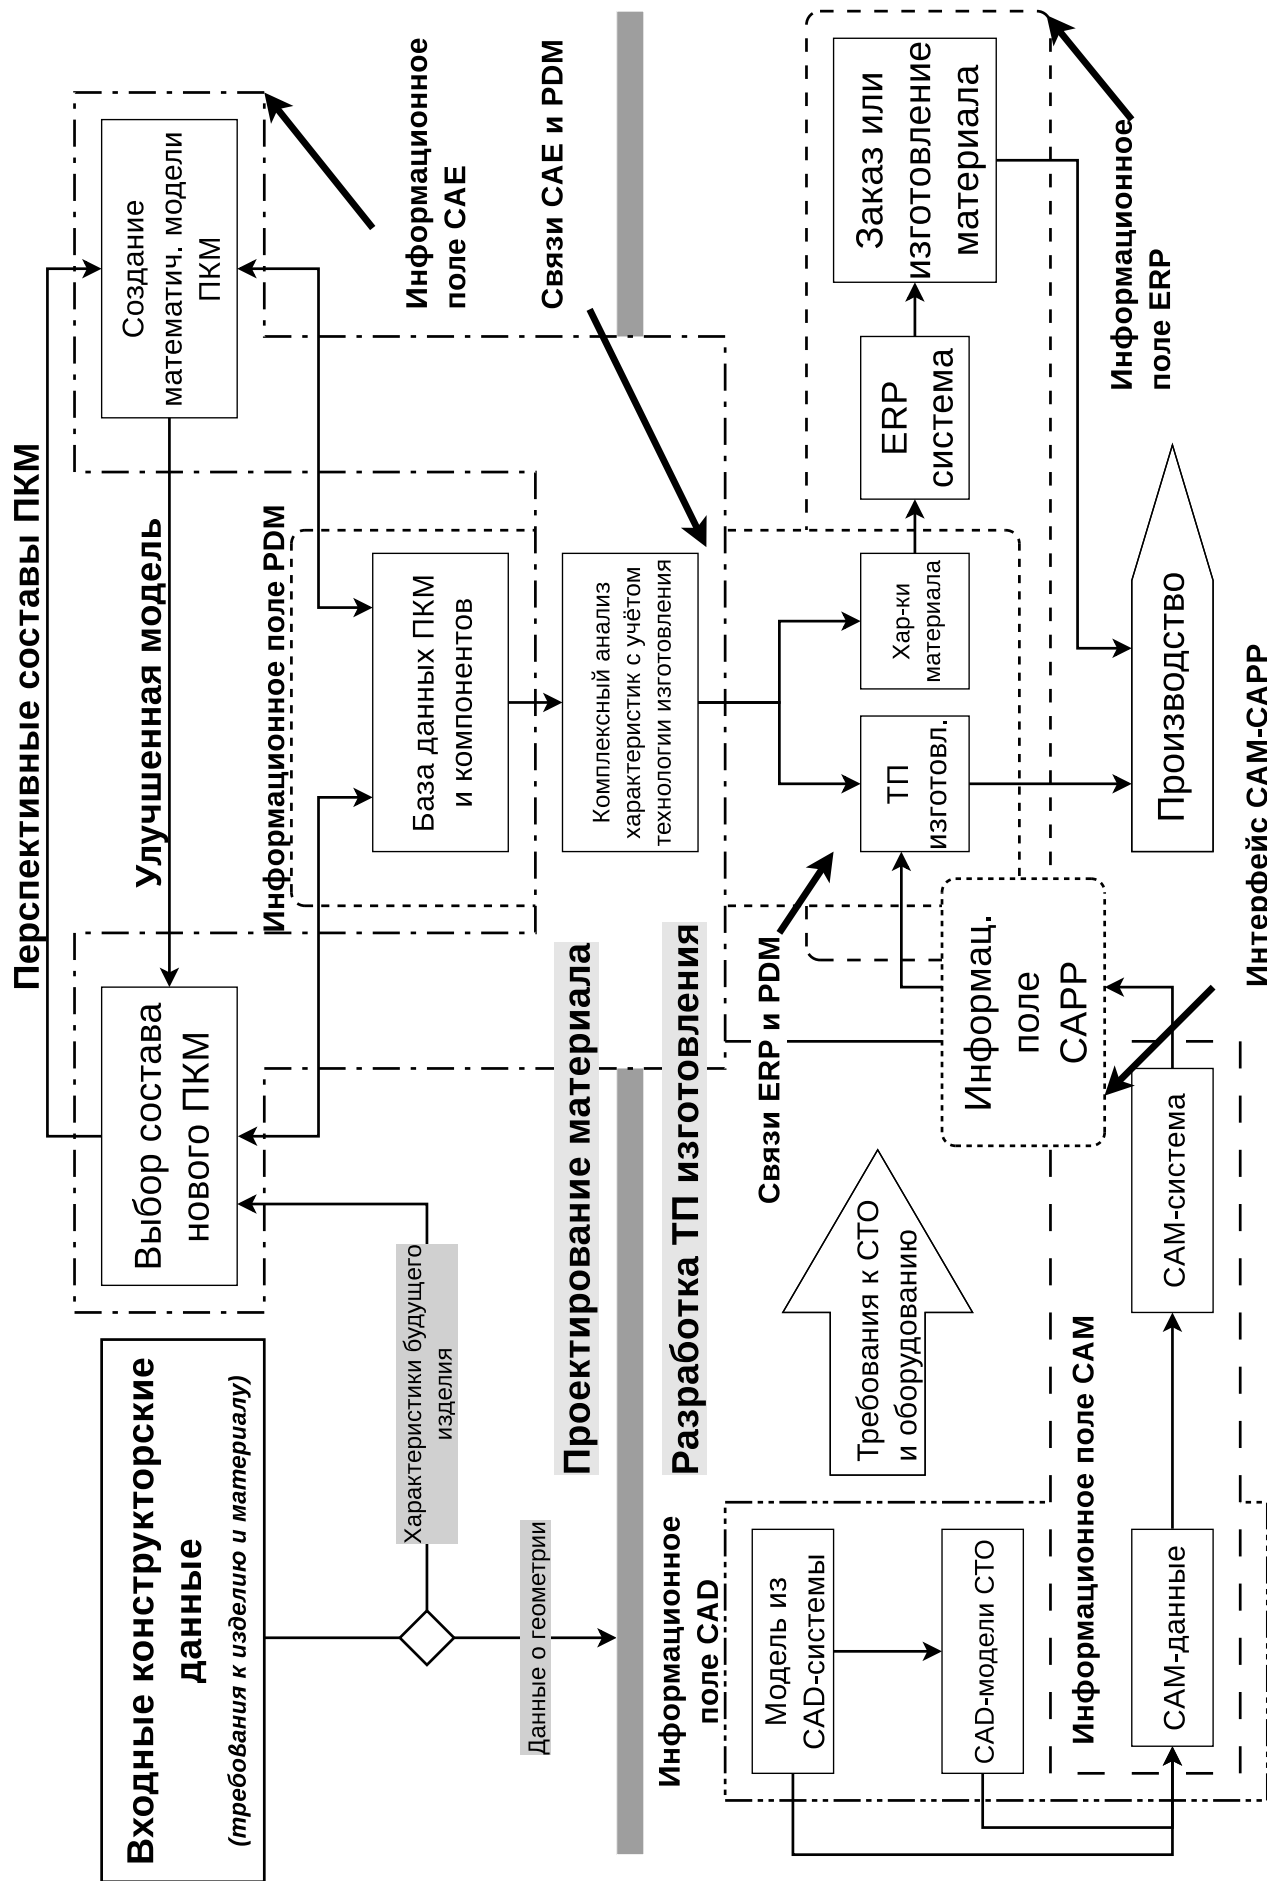 Входные конструкторские
данные
(требования к изделию и материалу)
Перспективные составы ПКМ
Выбор состава
нового ПКМ
Улучшенная модель
Создание
математич. модели
ПКМ
Информационное
поле CAE
Информационное поле PDM
База данных ПКМ
и компонентов
Связи CAE и PDM
Характеристики будущего
изделия
Данные о геометрии
Проектирование материала
Комплексный анализ
характеристик с учётом
технологии изготовления
Разработка ТП изготовления
Информационное
поле CAD
Модель из
CAD-системы
CAD-модели СТО
Требования к СТО
и оборудованию
Связи ERP и PDM
ТП
изготовл.
Хар-ки
материала
ERP
система
Заказ или
изготовление
материала
Информац.
поле
CAPP
Информационное
поле ERP
Информационное поле CAM
CAM-данные
CAM-система
Производство
Интерфейс CAM-CAPP